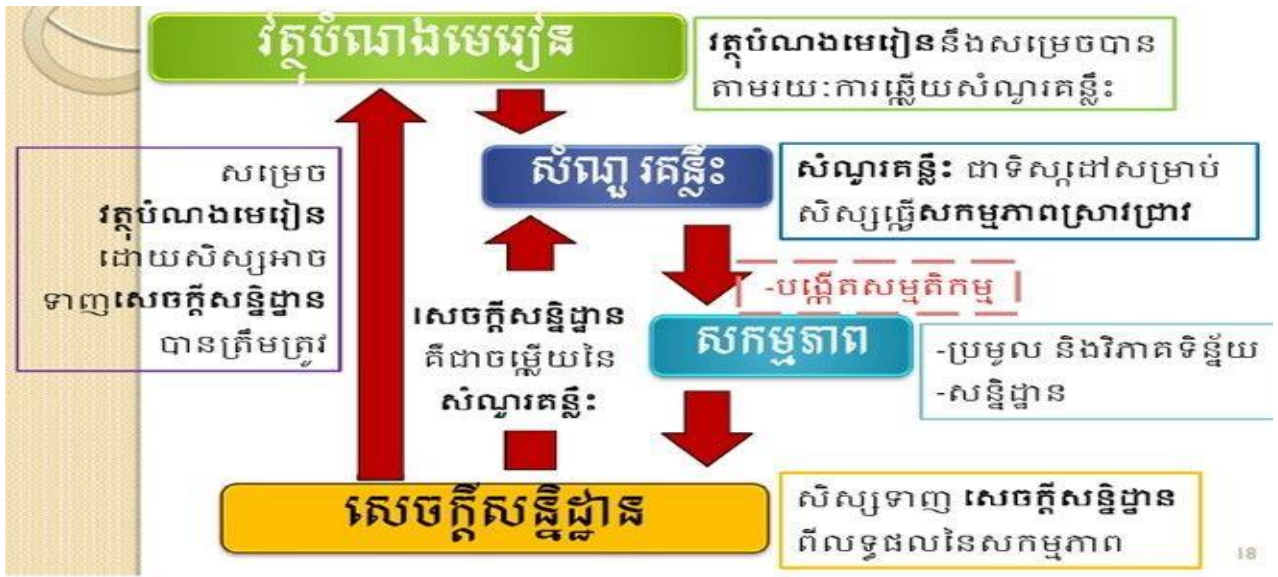 វត្ថុបំណងមេរៀន
វត្ថុបំណងមេរៀននឹងសម្រេចបាន
តាមរយៈការឆ្លើយសំណួរគន្លឹះ
សំណួរគន្លឹះ
សំណួរគន្លឹះ ជាទិសដៅសម្រាប់
សិស្សធ្វើសកម្មភាពស្រាវជ្រាវ
សម្រេច
វត្ថុបំណងមេរៀន
ដោយសិស្សអាច
ទាញសេចក្តីសន្និដ្ឋាន
បានត្រឹមត្រូវ
-បង្កើតសម្មតិកម្ម
សេចក្តីសន្និដ្ឋាន
គឺជាចម្លើយនៃ
សំណួរគន្លឹះ
សកម្មភាព
-ប្រមូល និងវិភាគទិន្ន័យ
-សន្និដ្ឋាន
សេចក្តីសន្និដ្ឋាន
សិស្សទាញ សេចក្តីសន្និដ្ឋាន
ពីលទ្ធផលនៃសកម្មភាព
18